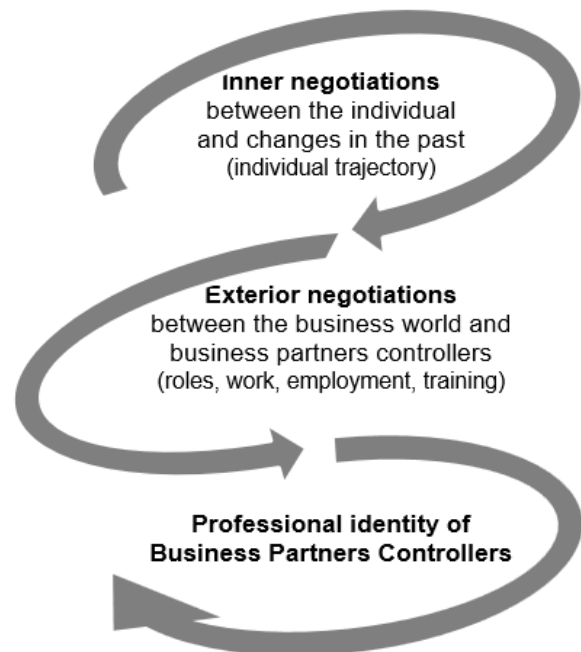 Inner negotiations
between the individual
and changes in the past
(individual trajectory)
Exterior negotiations
between the business world and
business partners controllers
(roles, work, employment, training)
Professional identity of
Business Partners Controllers